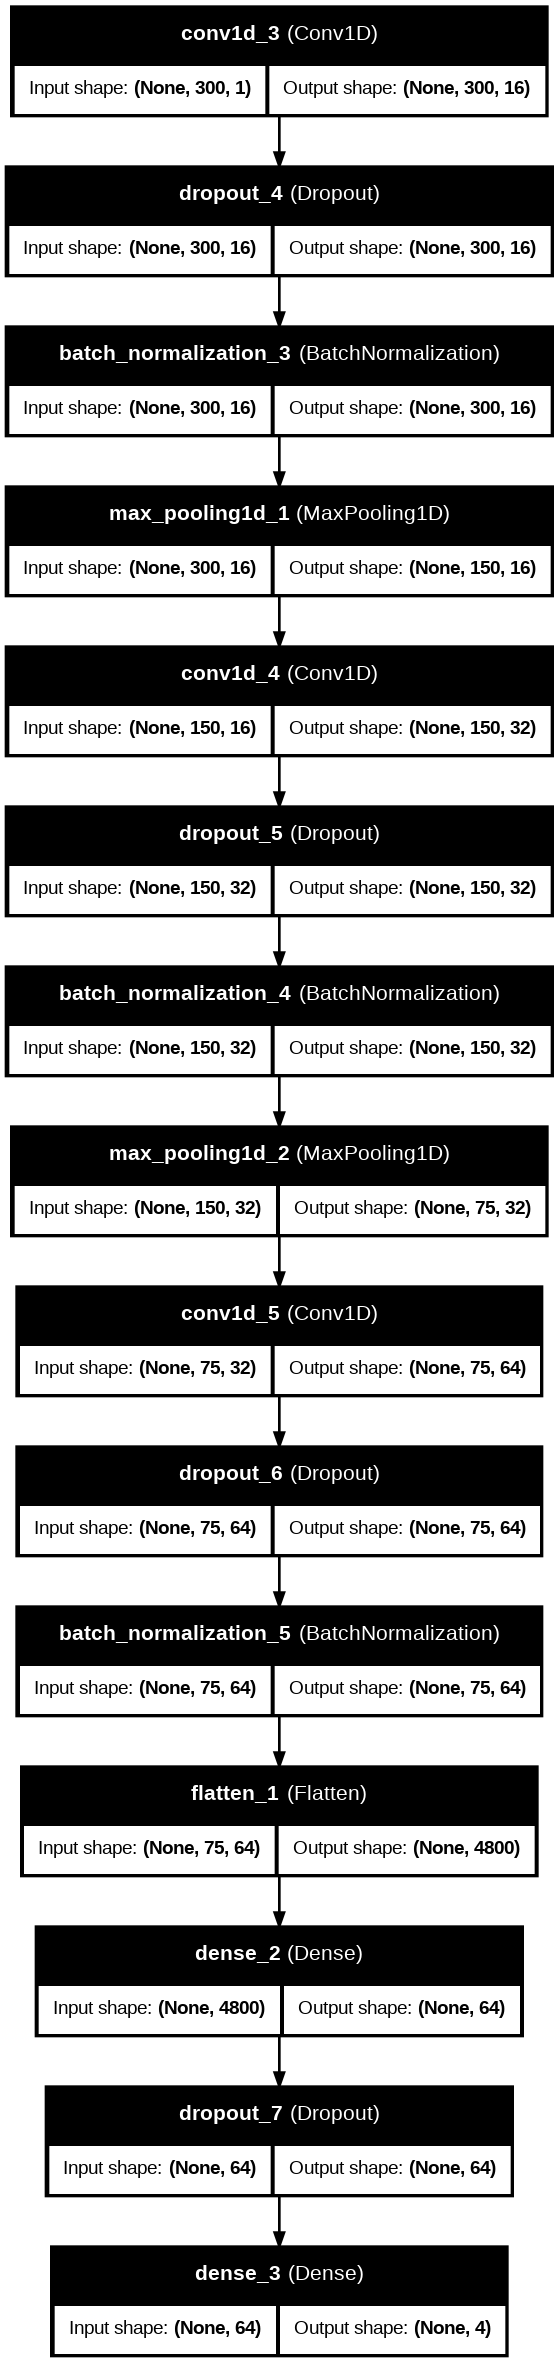 conv1d_3 (Conv1D)
Input shape: (None, 300, 1) Output shape: (None, 300, 16)
dropout_4 (Dropout)
Input shape: (None, 300, 16) Output shape: (None, 300, 16)
batch_normalization_3 (BatchNormalization)
Input shape: (None, 300, 16) Output shape: (None, 300, 16)
max_pooling1d_1 (MaxPooling1D)
Input shape: (None, 300, 16) Output shape: (None, 150, 16)
conv1d_4 (Conv1D)
Input shape: (None, 150, 16) Output shape: (None, 150, 32)
dropout_5 (Dropout)
Input shape: (None, 150, 32) Output shape: (None, 150, 32)
batch_normalization_4 (BatchNormalization)
Input shape: (None, 150, 32) Output shape: (None, 150, 32)
max_pooling1d_2 (MaxPooling1D)
Input shape: (None, 150, 32) Output shape: (None, 75, 32)
conv1d_5 (Conv1D)
Input shape: (None, 75, 32) Output shape: (None, 75, 64)
dropout_6 (Dropout)
Input shape: (None, 75, 64) Output shape: (None, 75, 64)
batch_normalization_5 (BatchNormalization)
Input shape: (None, 75, 64) Output shape: (None, 75, 64)
flatten_1 (Flatten)
Input shape: (None, 75, 64) Output shape: (None, 4800)
dense_2 (Dense)
Input shape: (None, 4800) Output shape: (None, 64)
dropout_7 (Dropout)
Input shape: (None, 64) Output shape: (None, 64)
dense_3 (Dense)
Input shape: (None, 64) Output shape: (None, 4)